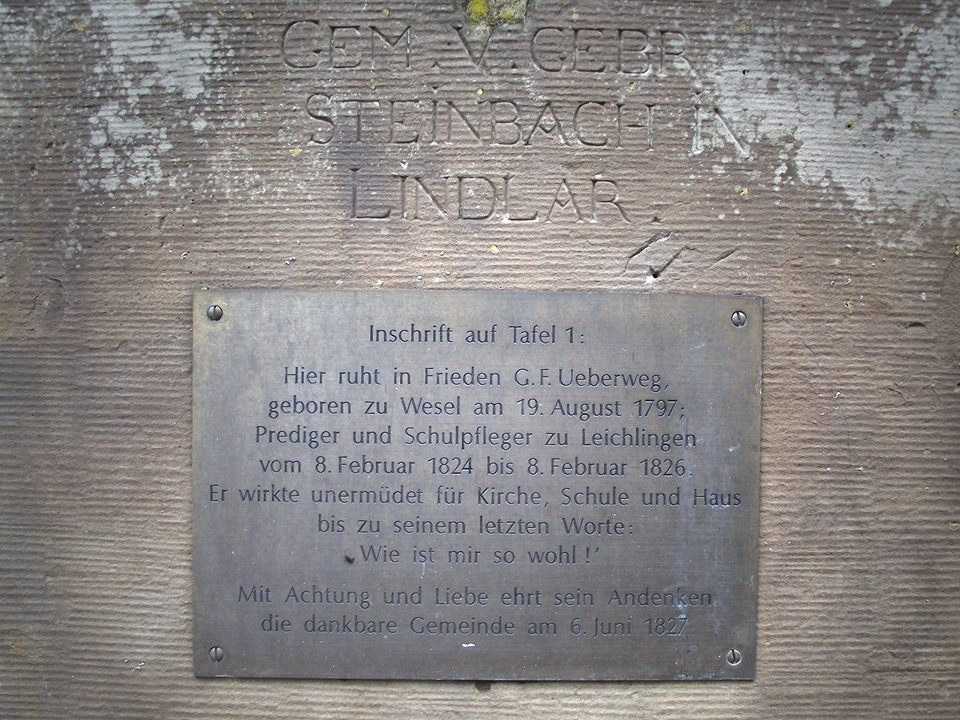 GEM. V. GEBR
STEINBACH IN
LINDLAR.
Inschrift auf Tafel 1:
Hier ruht in Frieden G. F. Ueberweg,
geboren zu Wesel am 19. August 1797;
Prediger und Schulpfleger zu Leichlingen
vom 8. Februar 1824 bis 8. Februar 1826.
Er wirkte unermüdet für Kirche, Schule und Haus
bis zu seinem letzten Worte:
‚Wie ist mir so wohl!’
Mit Achtung und Liebe ehrt sein Andenken
die dankbare Gemeinde am 6. Juni 1827